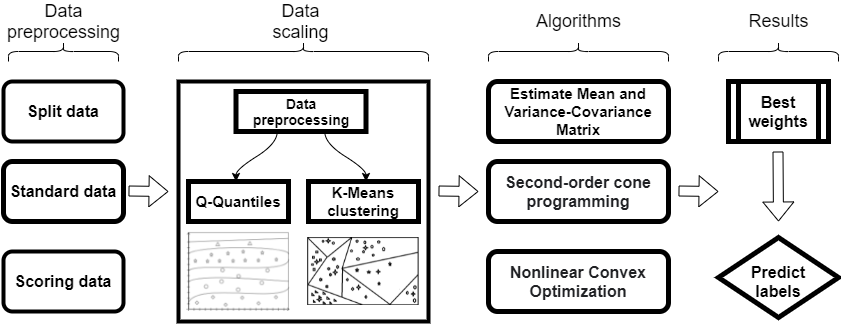 Data
preprocessing
Data
scaling
Algorithms
Results
Split data
Standard data
Scoring data
Data
preprocessing
Q-Quantiles
K-Means
clustering
Estimate Mean and
Variance-Covariance
Matrix
Second-order cone
programming
Nonlinear Convex
Optimization
Best
weights
Predict
labels